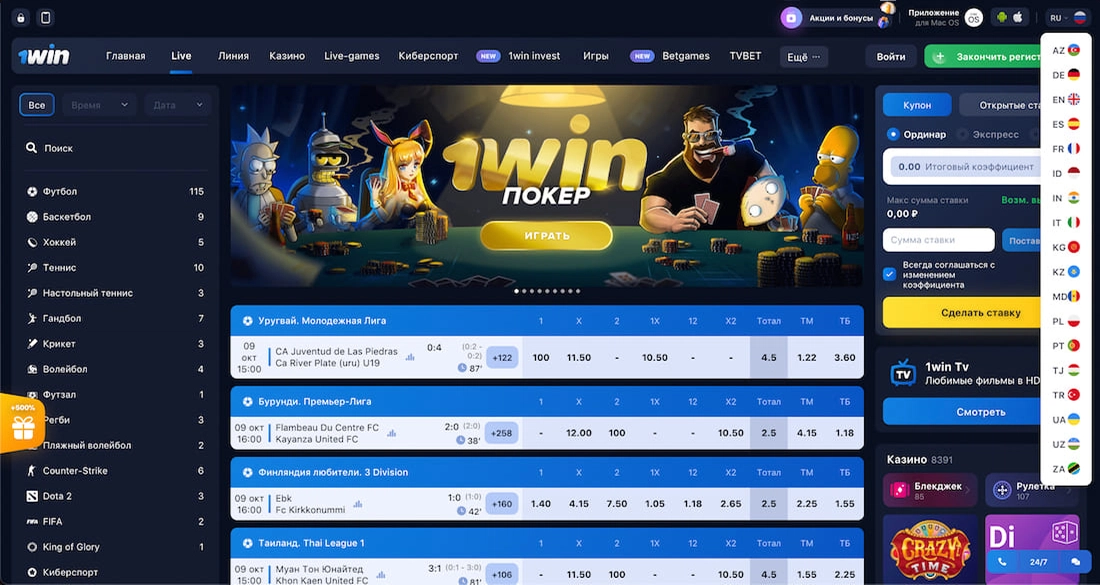 Акции и бонусы
Приложение
для Mac OS
OS
RU
1win
Главная
Live
Линия
Казино
Live-games
Киберспорт
NEW
1win invest
Игры
NEW
Betgames
TVBET
Ещё ···
Войти
Закончить регист
AZ
DE
EN
ES
FR
ID
IN
IT
KG
KZ
MD
PL
PT
TJ
TR
UA
UZ
ZA
Все
Время
Дата
Поиск
Футбол 115
Баскетбол 9
Хоккей 5
Теннис 10
Настольный теннис 3
Гандбол 7
Крикет 3
Волейбол 4
Футзал 1
Регби 3
Пляжный волейбол 2
Counter-Strike 6
Dota 2 3
FIFA 2
King of Glory 1
Киберспорт
+500%
1win
ПОКЕР
ИГРАТЬ
Уругвай. Молодежная Лига 1 X 2 1X 12 X2 Тотал ТМ ТБ
09
окт
15:00
CA Juventud de Las Piedras
Ca River Plate (uru) U19
0:4 (0:2 -
0:2)
87'
+122
100 11.50 - 10.50 - - 4.5 1.22 3.60
Бурунди. Премьер-Лига 1 X 2 1X 12 X2 Тотал ТМ ТБ
09 окт
16:00
Flambeau Du Centre FC
Kayanza United FC
2:0 (2:0)
38'
+258
- 12.00 100 - - 10.50 2.5 4.15 1.18
Финляндия любители. 3 Division 1 X 2 1X 12 X2 Тотал ТМ ТБ
09 окт
16:00
Ebk
Fc Kirkkonummi
1:0 (1:0)
42'
+160
1.40 4.15 7.50 1.05 1.18 2.65 2.5 2.25 1.55
Таиланд. Thai League 1 1 X 2 1X 12 X2 Тотал ТМ ТБ
09 окт
15:00
Муан Тон Юнайтед
Khon Kaen United FC
3:1 (0:1 - 3:0)
81'
+106
- 11.50 100 - - 10.50 4.5 1.55 2.25
Купон
Открытые ста
Ординар
Экспресс
0.00 Итоговый коэффициент
Макс сумма ставки
0,00 ₽
Возм. вы
Сумма ставки
Постав
Всегда соглашаться с
изменением
коэффициента
Сделать ставку
TV
1win Tv
Любимые фильмы в HD
Смотреть
Казино 8391
Блекджек
85
Рулетка
107
CRAZY
TIME
Di
24/7